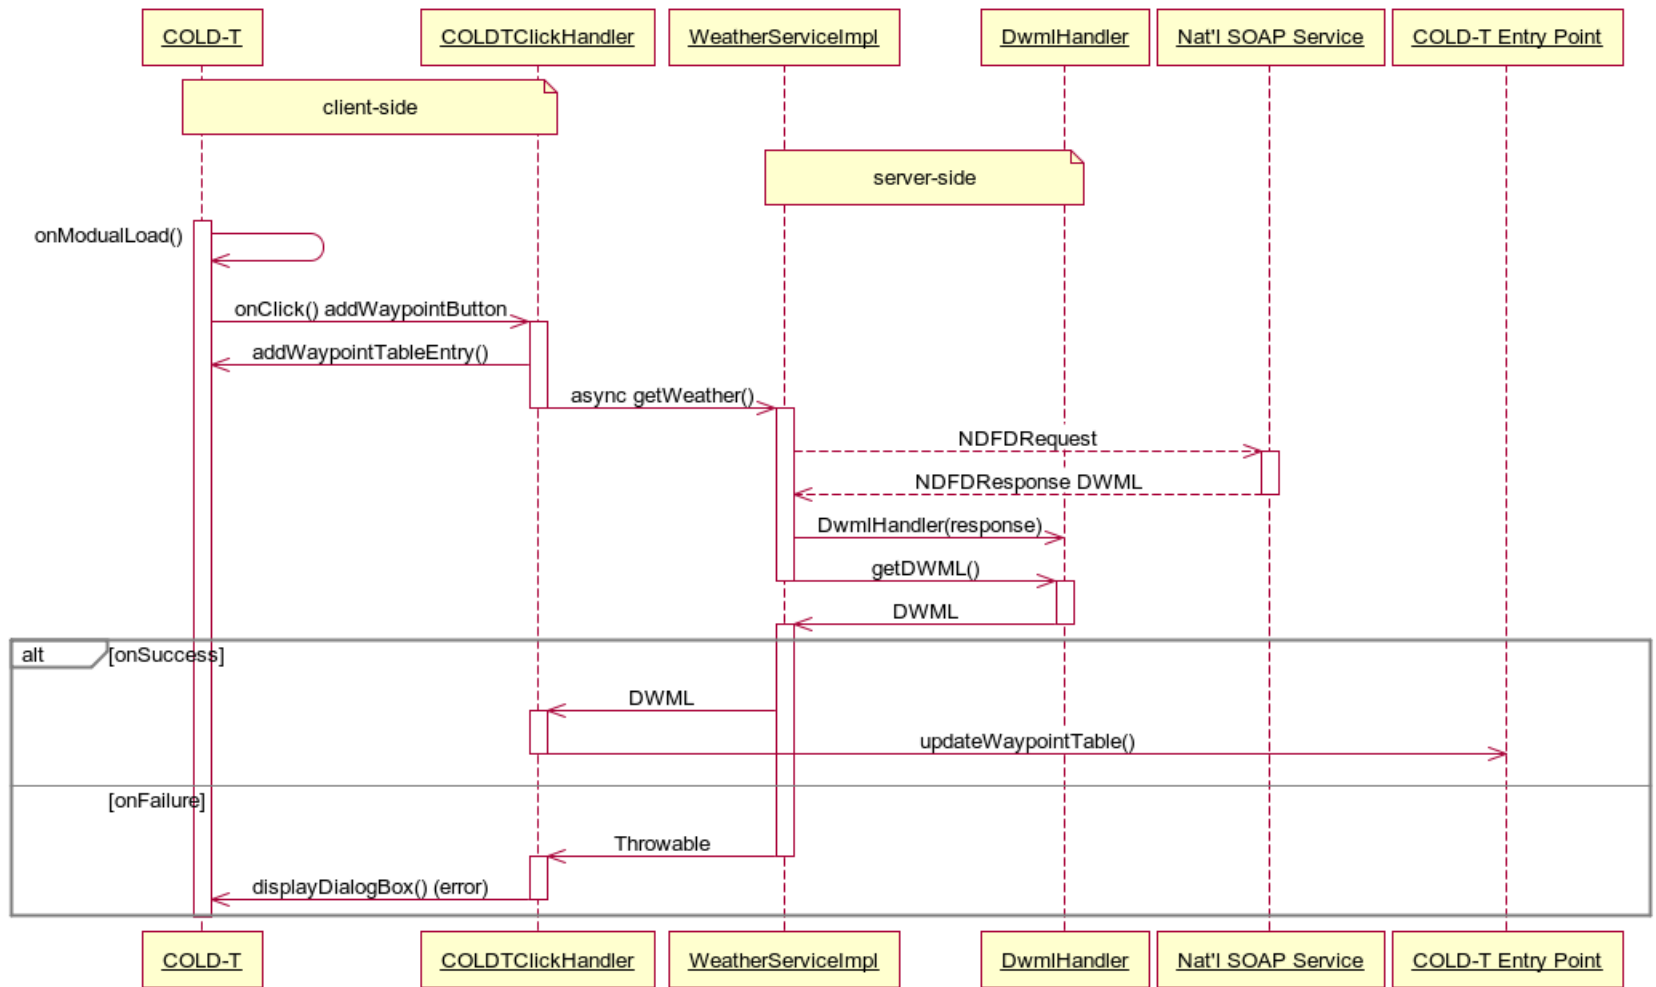 COLD-T
COLDTClickHandler
WeatherServiceImpl
DwmlHandler
Nat'l SOAP Service
COLD-T Entry Point
client-side
server-side
onModualLoad()
onClick() addWaypointButton
addWaypointTableEntry()
async getWeather()
NDFDRequest
NDFDResponse DWML
DwmlHandler(response)
getDWML()
DWML
alt
[onSuccess]
DWML
updateWaypointTable()
[onFailure]
Throwable
displayDialogBox() (error)
COLD-T
COLDTClickHandler
WeatherServiceImpl
DwmlHandler
Nat'l SOAP Service
COLD-T Entry Point